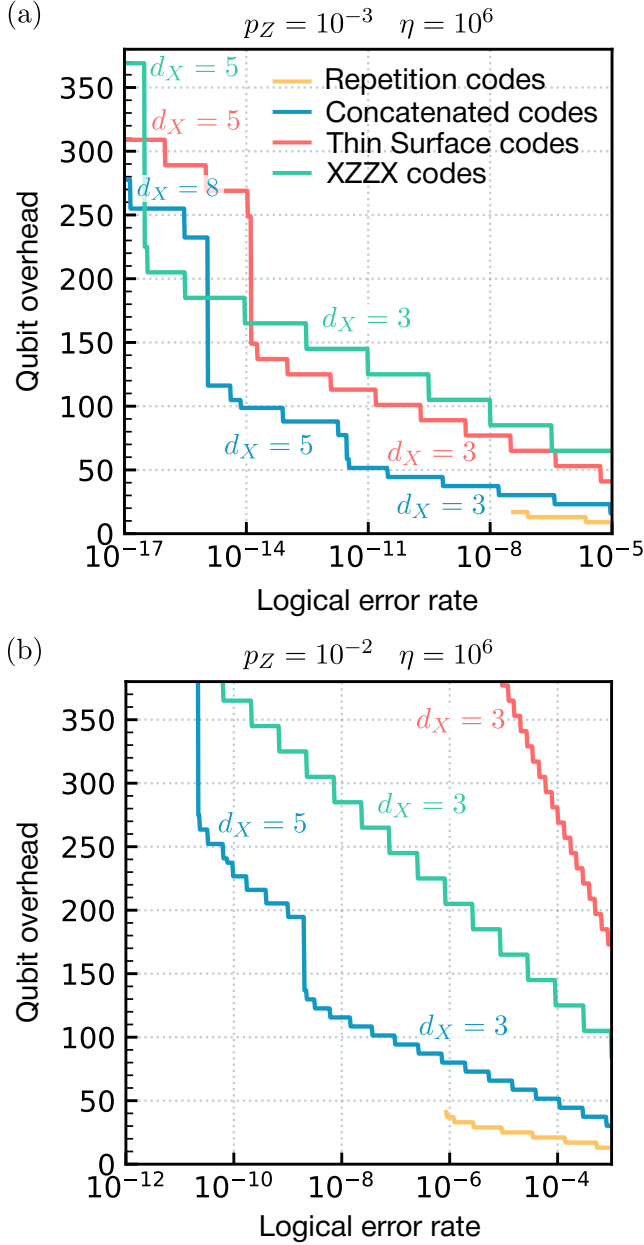 (a)
p_Z = 10^{-3} η = 10^6
350
300
250
200
150
100
50
0
Qubit overhead
d_X = 5
d_X = 5
d_X = 8
d_X = 3
d_X = 5
d_X = 3
d_X = 3
Repetition codes
Concatenated codes
Thin Surface codes
XZZX codes
10^{-17} 10^{-14} 10^{-11} 10^{-8} 10^{-5}
Logical error rate
(b)
p_Z = 10^{-2} η = 10^6
350
300
250
200
150
100
50
0
Qubit overhead
d_X = 3
d_X = 3
d_X = 5
d_X = 3
10^{-12} 10^{-10} 10^{-8} 10^{-6} 10^{-4}
Logical error rate